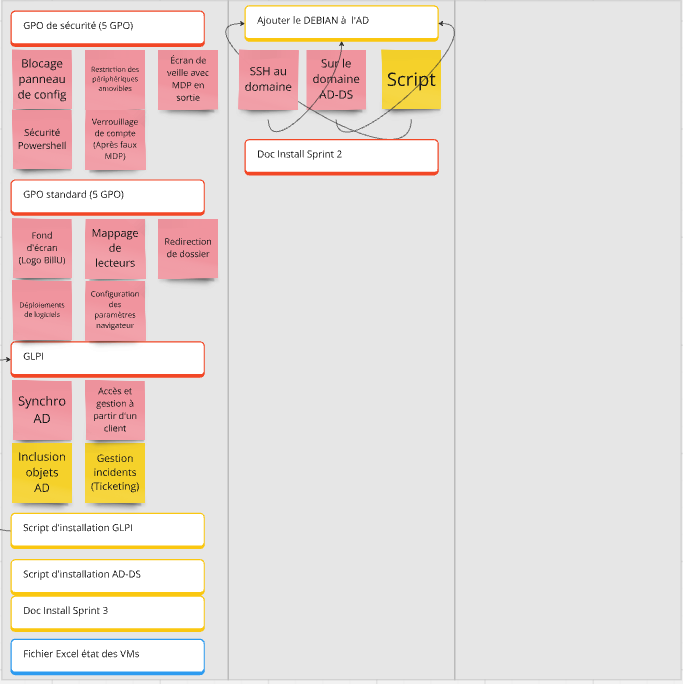 GPO de sécurité (5 GPO)
Blocage
panneau
de config
Restriction des
périphériques
amovibles
Écran de
veille avec
MDP en
sortie
Sécurité
Powershell
Verrouillage
de compte
(Après faux
MDP)
GPO standard (5 GPO)
Fond
d'écran
(Logo BillU)
Mappage
de
lecteurs
Redirection
de dossier
Déploiements
de logiciels
Configuration
des
paramètres
navigateur
GLPI
Synchro
AD
Accès et
gestion à
partir d'un
client
Inclusion
objets
AD
Gestion
incidents
(Ticketing)
Script d'installation GLPI
Script d'installation AD-DS
Doc Install Sprint 3
Fichier Excel état des VMs
Ajouter le DEBIAN à l'AD
SSH au
domaine
Sur le
domaine
AD-DS
Script
Doc Install Sprint 2